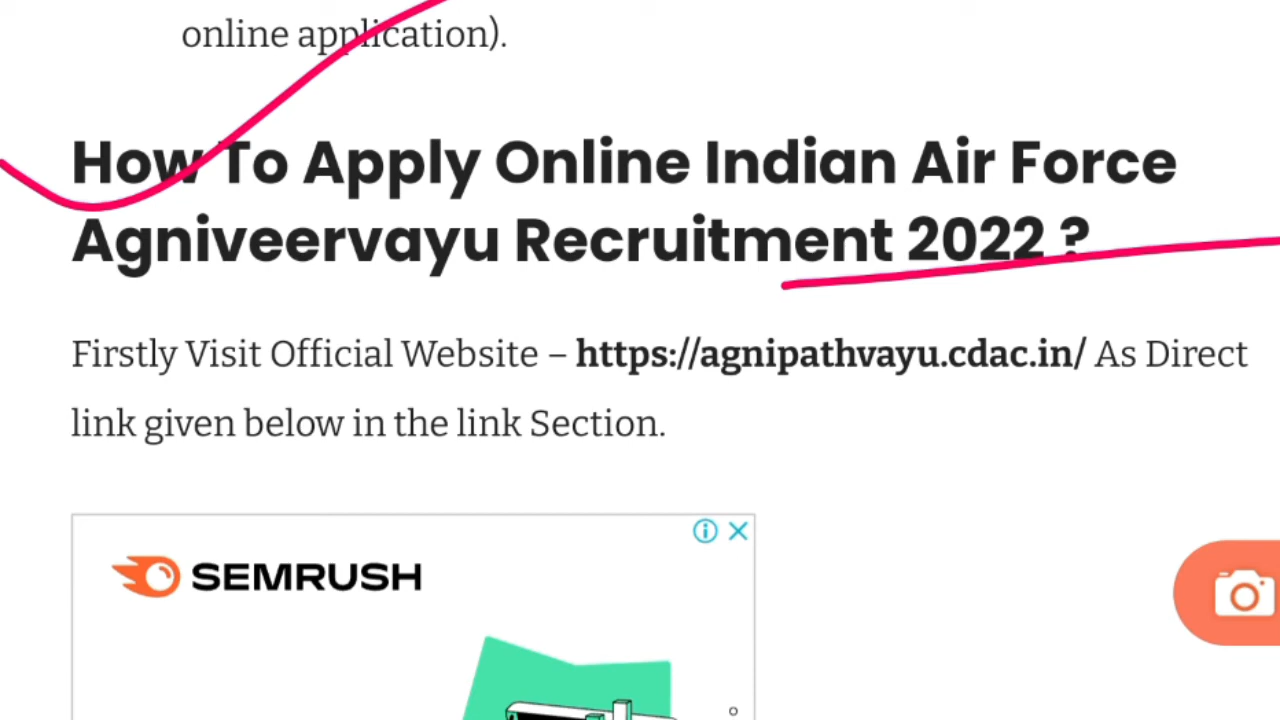 online application).
How To Apply Online Indian Air Force
Agniveervayu Recruitment 2022 ?
Firstly Visit Official Website – https://agnipathvayu.cdac.in/ As Direct
link given below in the link Section.
SEMRUSH